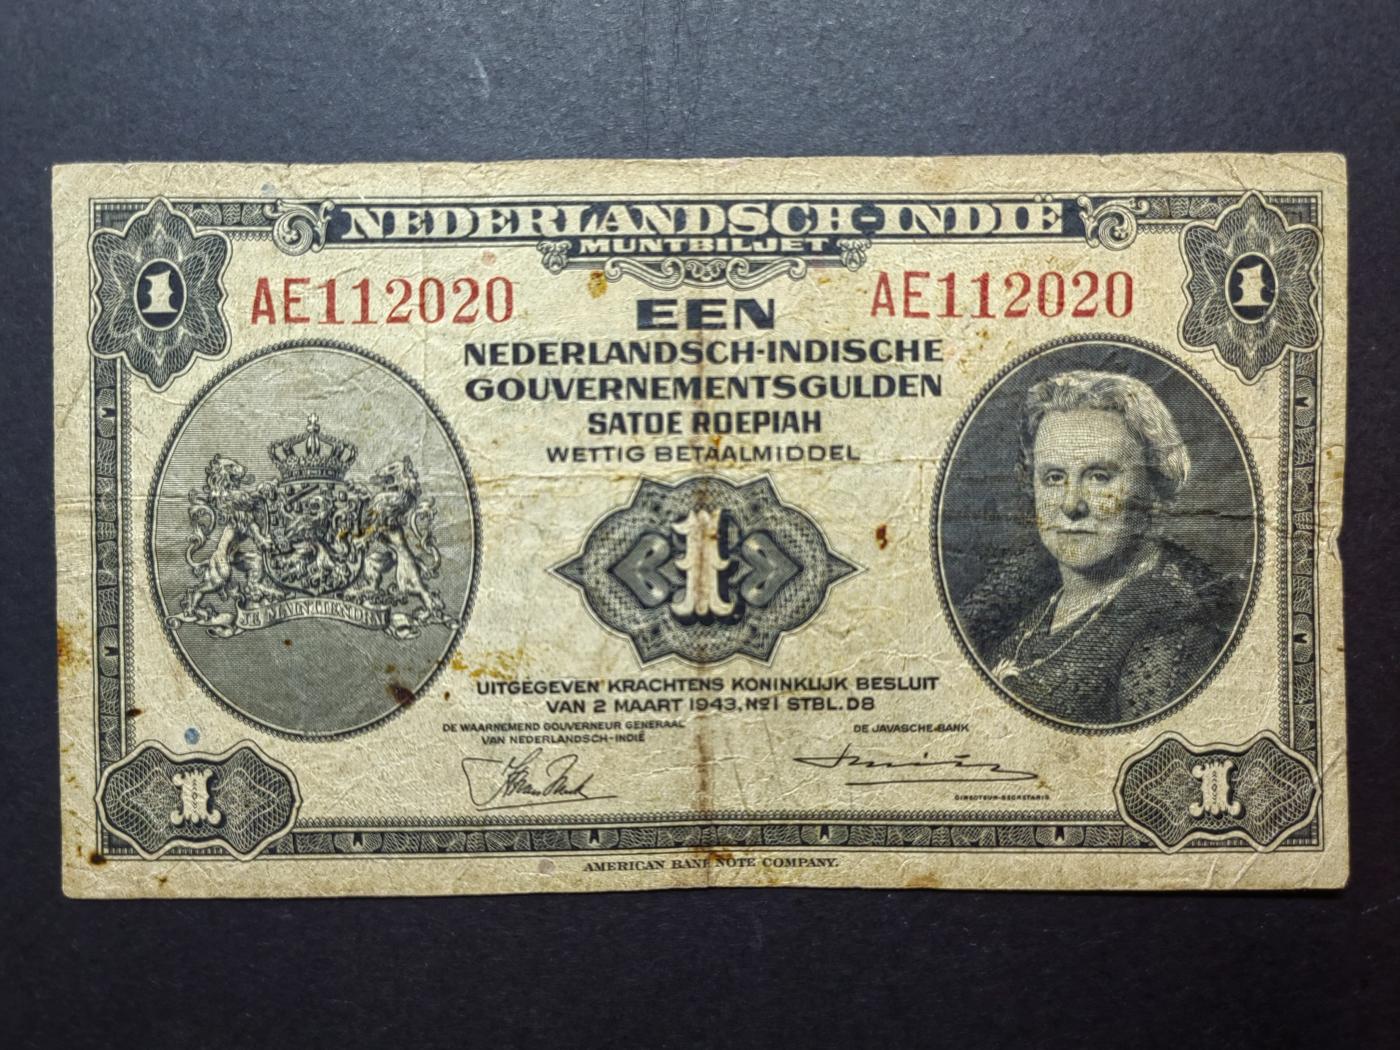 NEDERLANDSCH-INDIË
MUNTBILJET
1
1
AE112020
AE112020
EEN
NEDERLANDSCH-INDISCHE
GOUVERNEMENTSGULDEN
SATOE ROEPIAH
WETTIG BETAALMIDDEL
1
JE MAINTIENDRAI
UITGEGEVEN KRACHTENS KONINKLIJK BESLUIT
VAN 2 MAART 1943, No 1 STBL. D8
DE WAARNEMEND GOUVERNEUR GENERAAL
VAN NEDERLANDSCH-INDIË
DE JAVASCHE BANK
DIRECTEUR-SECRETARIS
1
1
AMERICAN BANK NOTE COMPANY.